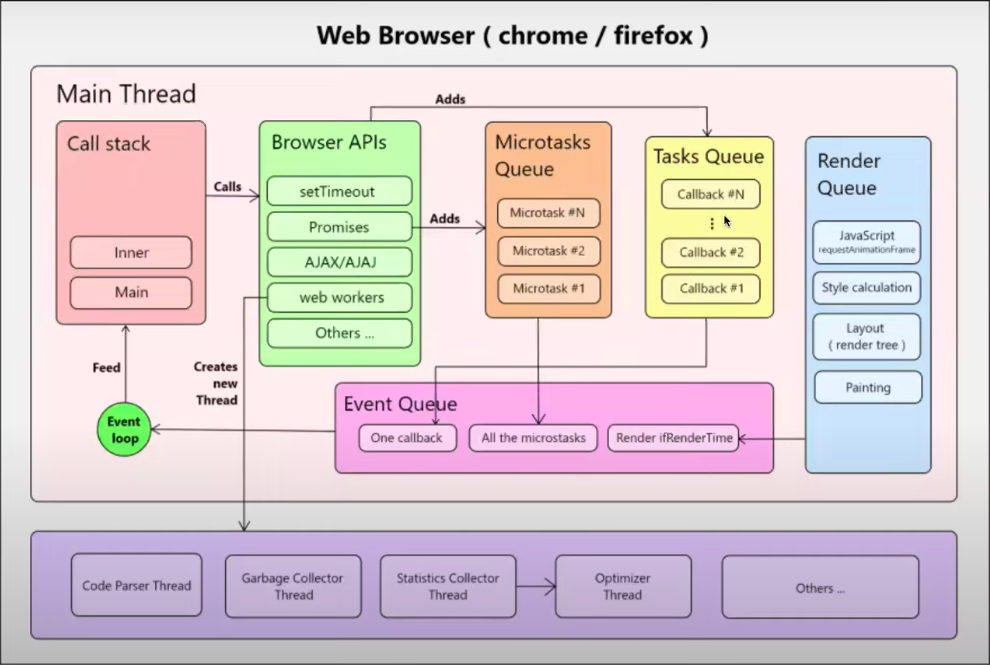 Web Browser ( chrome / firefox )
Main Thread
Call stack
Inner
Main
Calls
Browser APIs
setTimeout
Promises
AJAX/AJAJ
web workers
Others ...
Adds
Adds
Microtasks
Queue
Microtask #N
Microtask #2
Microtask #1
Tasks Queue
Callback #N
Callback #2
Callback #1
Render
Queue
JavaScript
requestAnimationFrame
Style calculation
Layout
( render tree )
Painting
Feed
Creates
new
Thread
Event
loop
Event Queue
One callback
All the microstasks
Render ifRenderTime
Code Parser Thread
Garbage Collector
Thread
Statistics Collector
Thread
Optimizer
Thread
Others ...